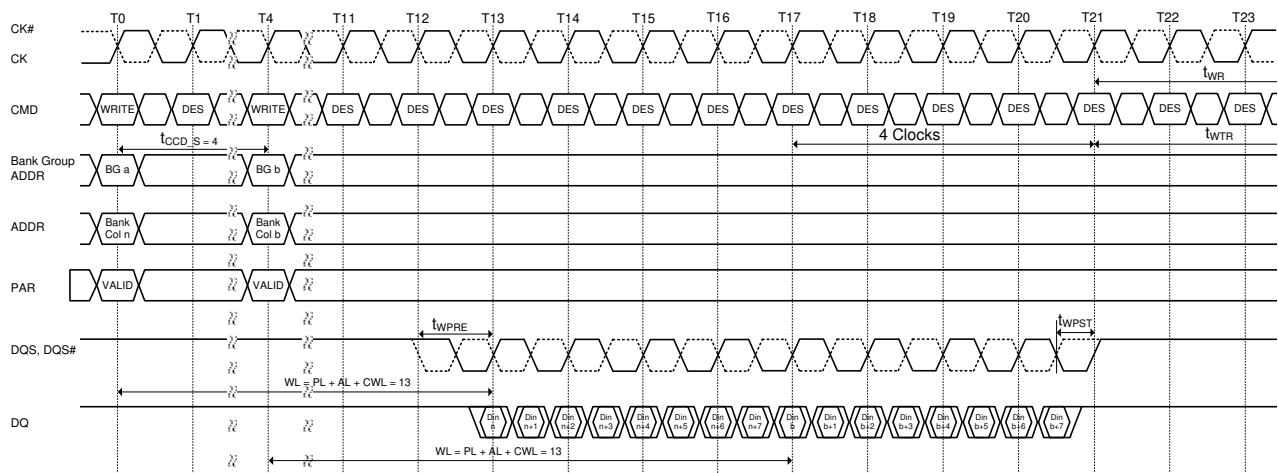 T0 T1 T4 T11 T12 T13 T14 T15 T16 T17 T18 T19 T20 T21 T22 T23
CK#
CK
tWR
CMD WRITE DES WRITE DES DES DES DES DES DES DES DES DES DES DES DES DES
tCCD_S = 4
4 Clocks
tWTR
Bank Group
ADDR
BG a BG b
ADDR
Bank
Col n
Bank
Col b
PAR VALID VALID
tWPRE
tWPST
DQS, DQS#
WL = PL + AL + CWL = 13
DQ
Din
n
Din
n+1
Din
n+2
Din
n+3
Din
n+4
Din
n+5
Din
n+6
Din
n+7
Din
b
Din
b+1
Din
b+2
Din
b+3
Din
b+4
Din
b+5
Din
b+6
Din
b+7
WL = PL + AL + CWL = 13